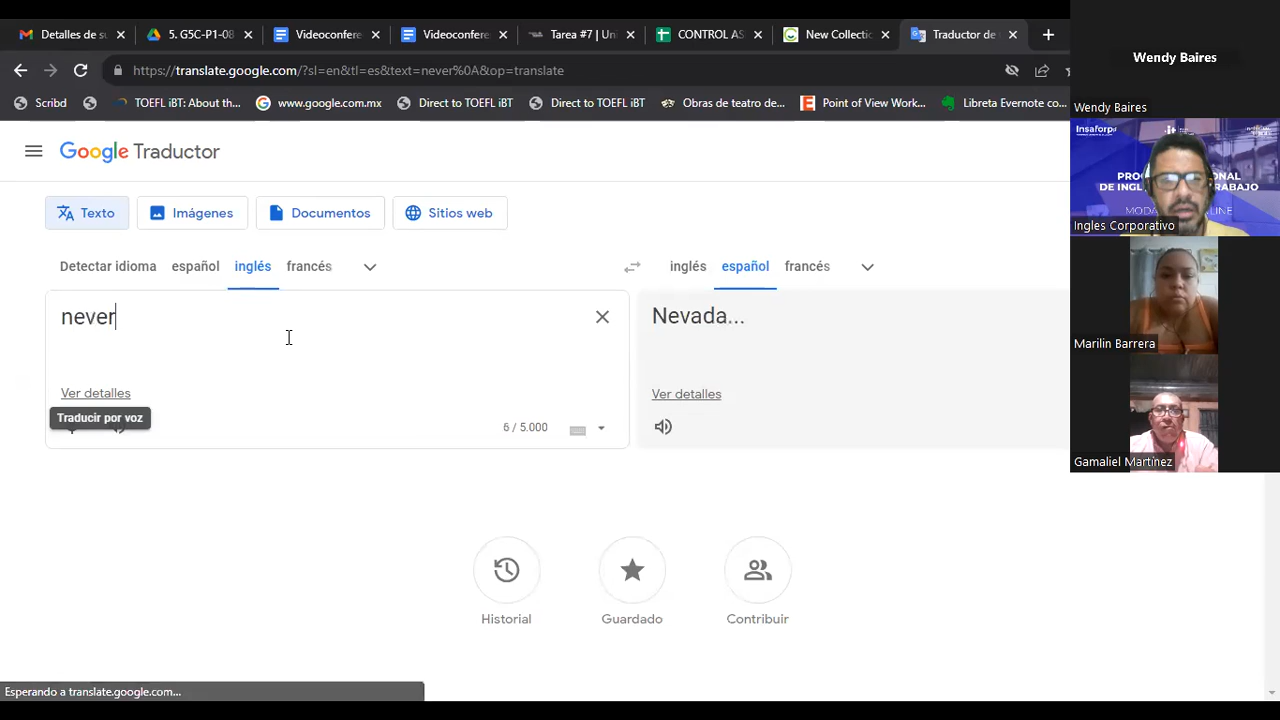 Detalles de su
5. G5C-P1-08
Videoconfere
Videoconfere
Tarea #7 | Uni
CONTROL AS
New Collectio
Traductor de
https://translate.google.com/?sl=en&tl=es&text=never%0A&op=translate
Scribd
TOEFL iBT: About th...
www.google.com.mx
Direct to TOEFL iBT
Direct to TOEFL iBT
Obras de teatro de...
Point of View Work...
Libreta Evernote co...
Google Traductor
Texto
Imágenes
Documentos
Sitios web
Detectar idioma
español
inglés
francés
inglés
español
francés
never
Nevada...
Ver detalles
Ver detalles
Traducir por voz
6 / 5.000
Historial
Guardado
Contribuir
Esperando a translate.google.com...
Wendy Baires
Wendy Baires
Insaforp
Ingles Corporativo
Marilin Barrera
Gamaliel Martínez